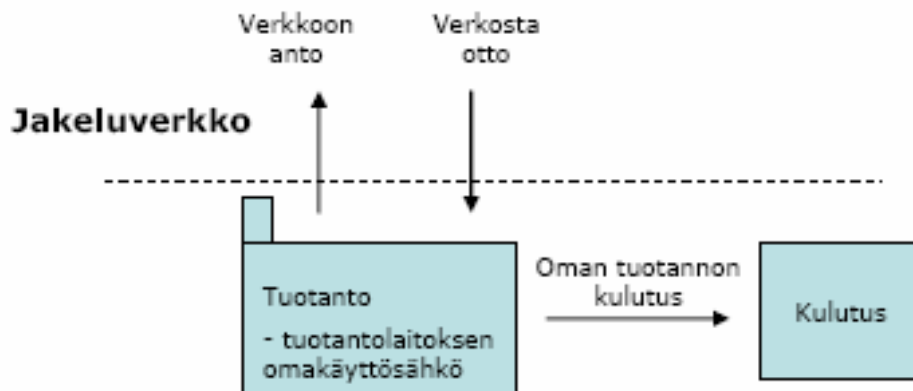 Verkkoon
anto
Verkosta
otto
Jakeluverkko
Tuotanto
- tuotantolaitoksen
omakäyttösähkö
Oman tuotannon
kulutus
Kulutus